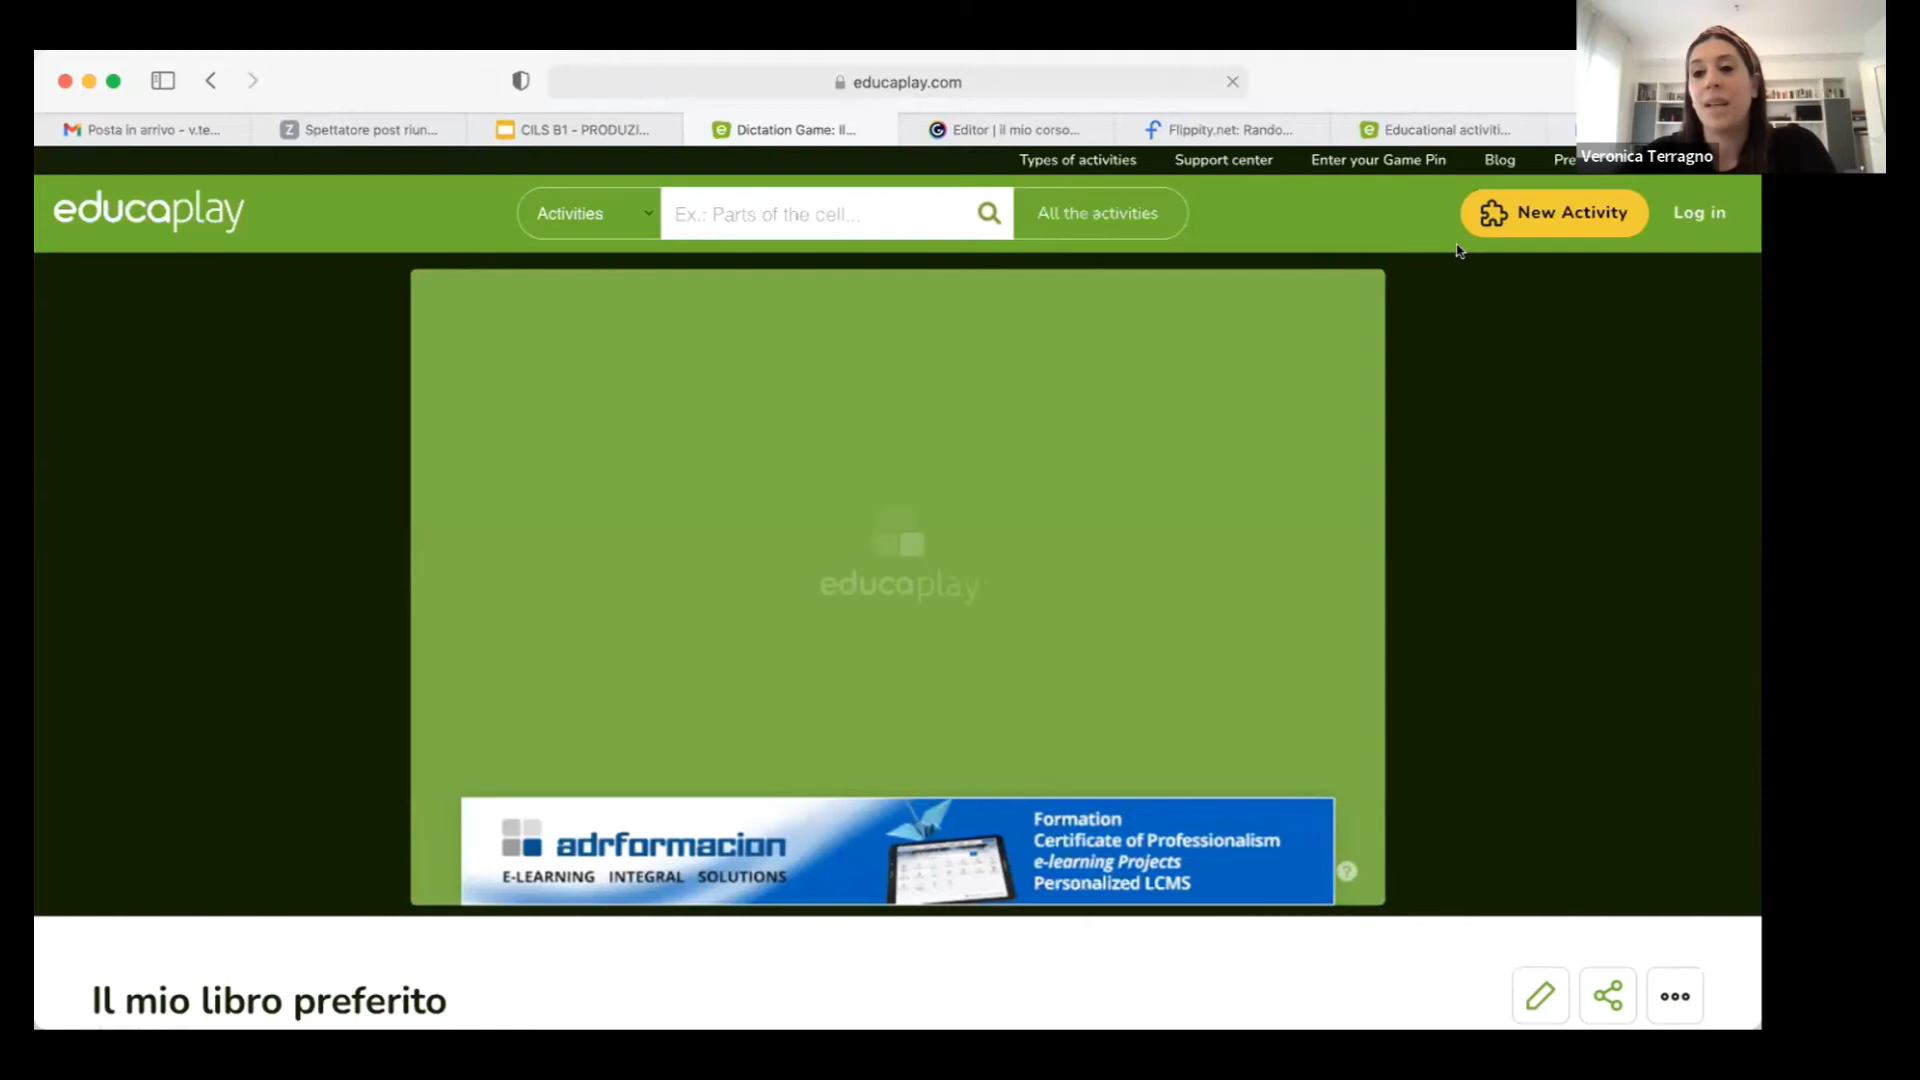 educaplay.com
Posta in arrivo - v.te...
Spettatore post riun...
CILS B1 - PRODUZI...
Dictation Game: Il...
Editor | il mio corso...
Flippity.net: Rando...
Educational activiti...
Types of activities
Support center
Enter your Game Pin
Blog
Pre
Veronica Terragno
educaplay
Activities
Ex.: Parts of the cell...
All the activities
New Activity
Log in
educaplay
adrformacion
E-LEARNING INTEGRAL SOLUTIONS
Formation
Certificate of Professionalism
e-learning Projects
Personalized LCMS
?
Il mio libro preferito